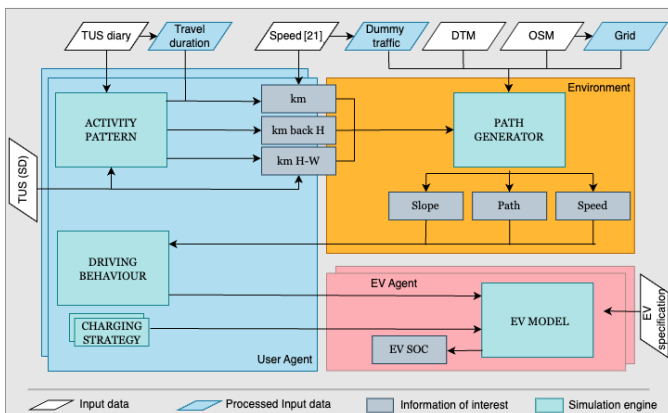 TUS diary
Travel
duration
Speed [21]
Dummy
traffic
DTM
OSM
Grid
Environment
ACTIVITY
PATTERN
km
km back H
km H-W
PATH
GENERATOR
TUS (SD)
Slope
Path
Speed
DRIVING
BEHAVIOUR
EV Agent
CHARGING
STRATEGY
EV MODEL
EV SOC
EV
specification
User Agent
Input data
Processed Input data
Information of interest
Simulation engine